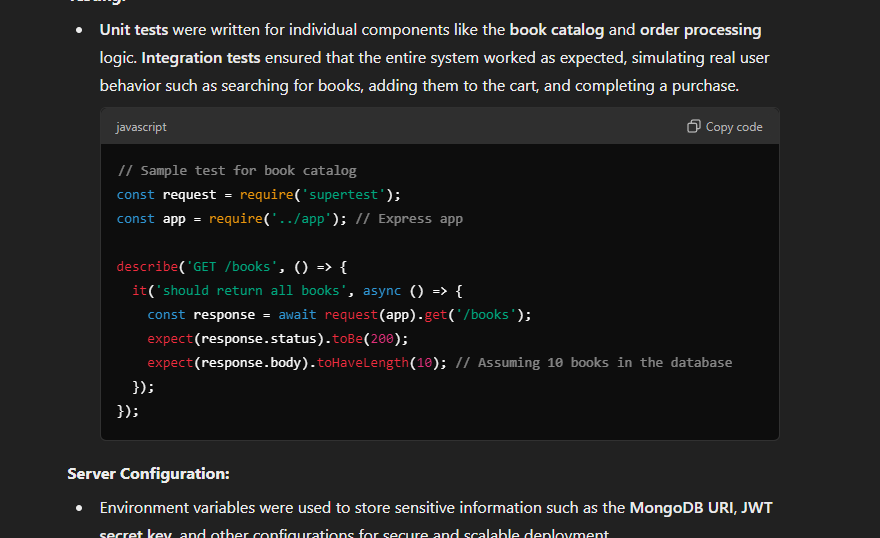 Unit tests were written for individual components like the book catalog and order processing
logic. Integration tests ensured that the entire system worked as expected, simulating real user
behavior such as searching for books, adding them to the cart, and completing a purchase.
javascript
Copy code
// Sample test for book catalog
const request = require('supertest');
const app = require('../app'); // Express app
describe('GET /books', () => {
it('should return all books', async () => {
const response = await request(app).get('/books');
expect(response.status).toBe(200);
expect(response.body).toHaveLength(10); // Assuming 10 books in the database
});
});
Server Configuration:
Environment variables were used to store sensitive information such as the MongoDB URI, JWT
secret key, and other configurations for secure and scalable deployment.